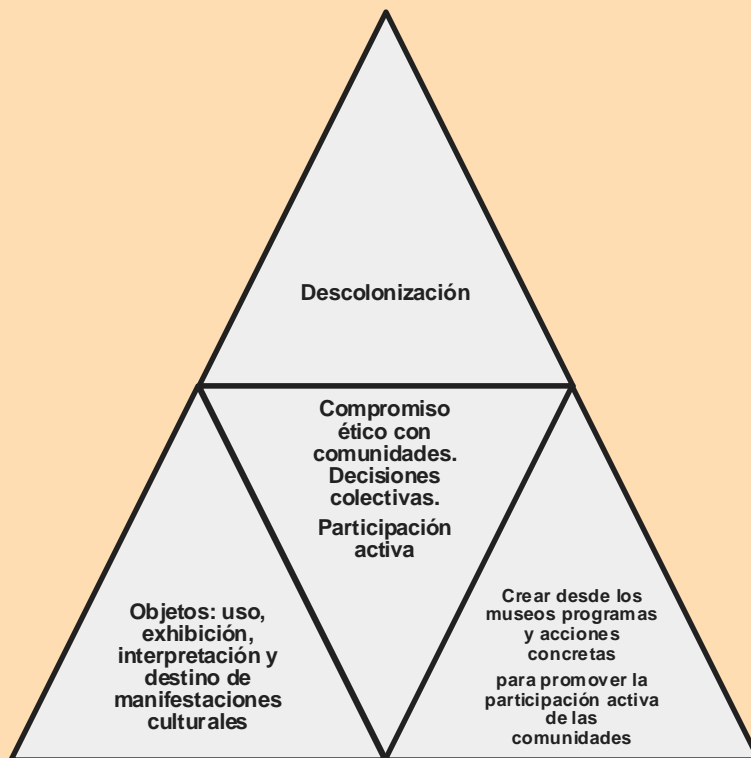 Descolonización
Compromiso
ético con
comunidades.
Decisiones
colectivas.
Participación
activa
Objetos: uso,
exhibición,
interpretación y
destino de
manifestaciones
culturales
Crear desde los
museos programas
y acciones
concretas
para promover la
participación activa
de las
comunidades